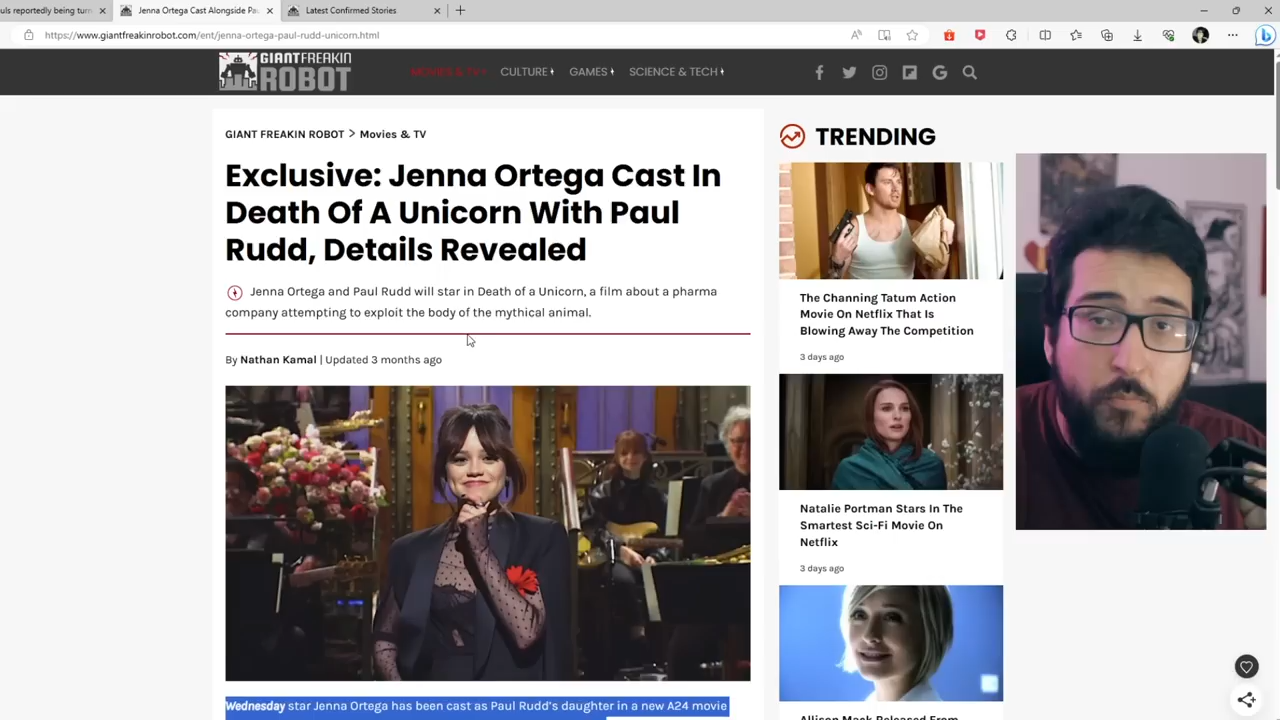 uls reportedly being turn
Jenna Ortega Cast Alongside Pau
Latest Confirmed Stories
https://www.giantfreakinrobot.com/ent/jenna-ortega-paul-rudd-unicorn.html
GIANT FREAKIN
ROBOT
MOVIES & TV
CULTURE
GAMES
SCIENCE & TECH
GIANT FREAKIN ROBOT > Movies & TV
Exclusive: Jenna Ortega Cast In
Death Of A Unicorn With Paul
Rudd, Details Revealed
Jenna Ortega and Paul Rudd will star in Death of a Unicorn, a film about a pharma
company attempting to exploit the body of the mythical animal.
By Nathan Kamal | Updated 3 months ago
Wednesday star Jenna Ortega has been cast as Paul Rudd's daughter in a new A24 movie
TRENDING
The Channing Tatum Action
Movie On Netflix That Is
Blowing Away The Competition
3 days ago
Natalie Portman Stars In The
Smartest Sci-Fi Movie On
Netflix
3 days ago
Allison Mack Released From